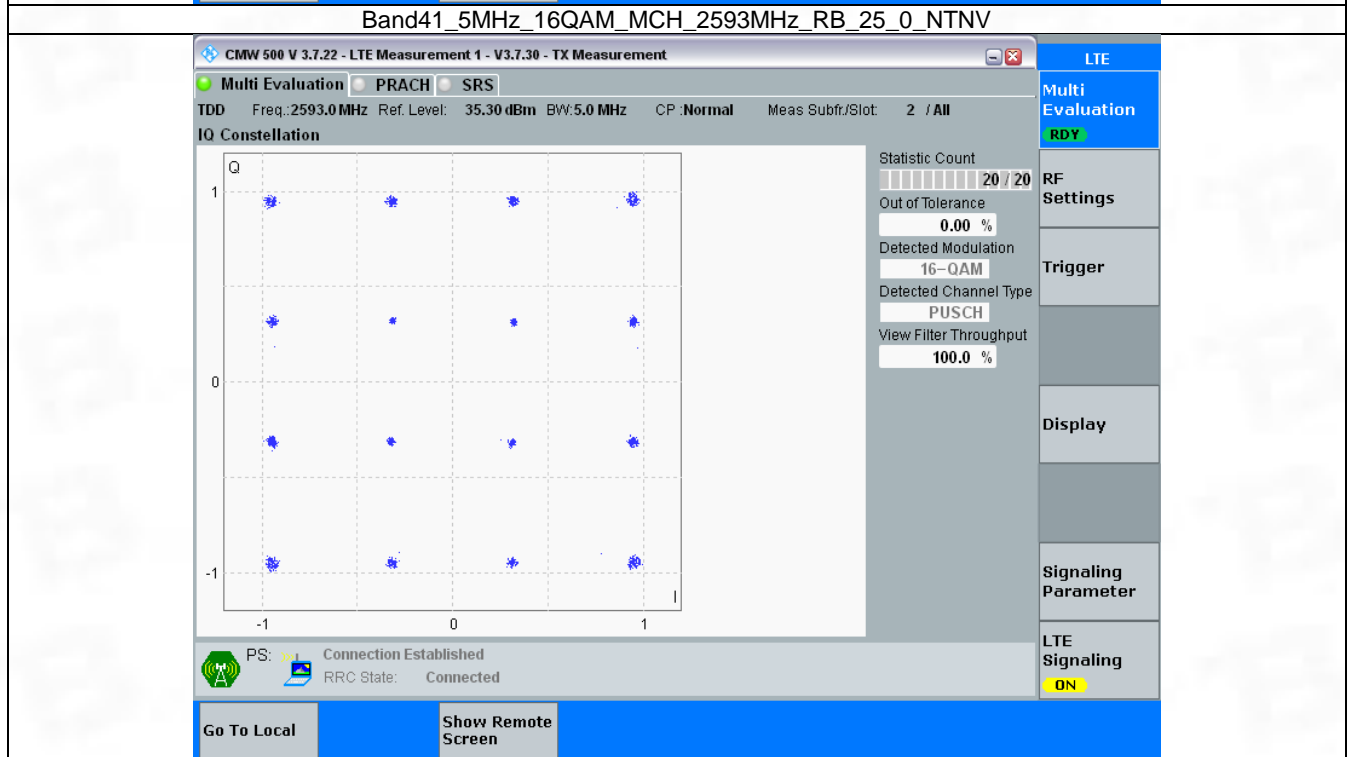 Band41_5MHz_16QAM_MCH_2593MHz_RB_25_0_NTNV
CMW 500 V 3.7.22 - LTE Measurement 1 - V3.7.30 - TX Measurement
LTE
Multi Evaluation PRACH SRS
Multi
Evaluation
RDY
TDD Freq.:2593.0 MHz Ref. Level: 35.30 dBm BW:5.0 MHz CP :Normal Meas Subfr./Slot: 2 / All
IQ Constellation
Q
1
0
-1
I
-1 0 1
Statistic Count
20 / 20
Out of Tolerance
0.00 %
Detected Modulation
16-QAM
Detected Channel Type
PUSCH
View Filter Throughput
100.0 %
RF
Settings
Trigger
Display
Signaling
Parameter
LTE
Signaling
ON
PS: Connection Established
RRC State: Connected
Go To Local
Show Remote
Screen